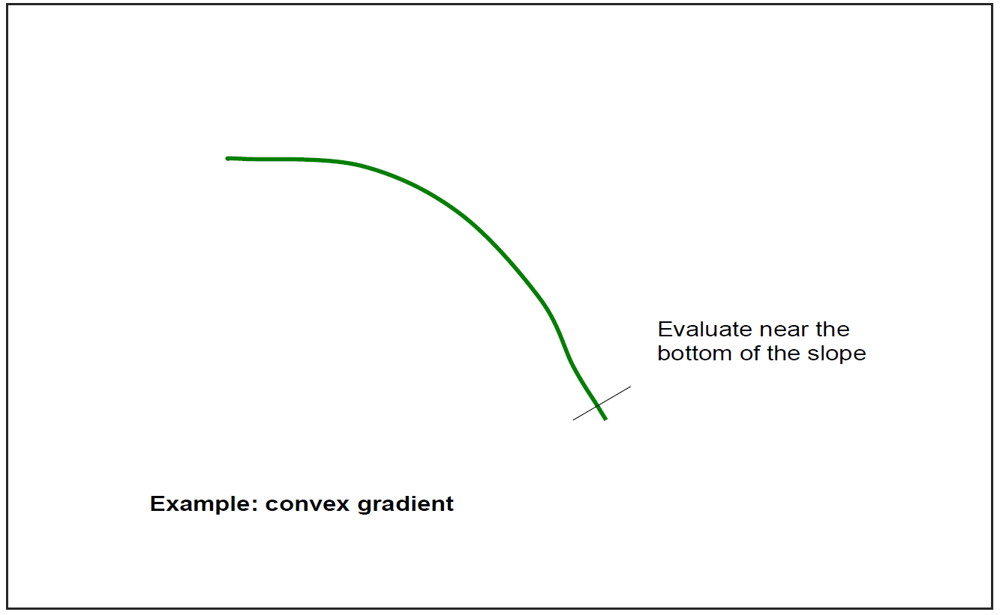 Evaluate near the
bottom of the slope
Example: convex gradient